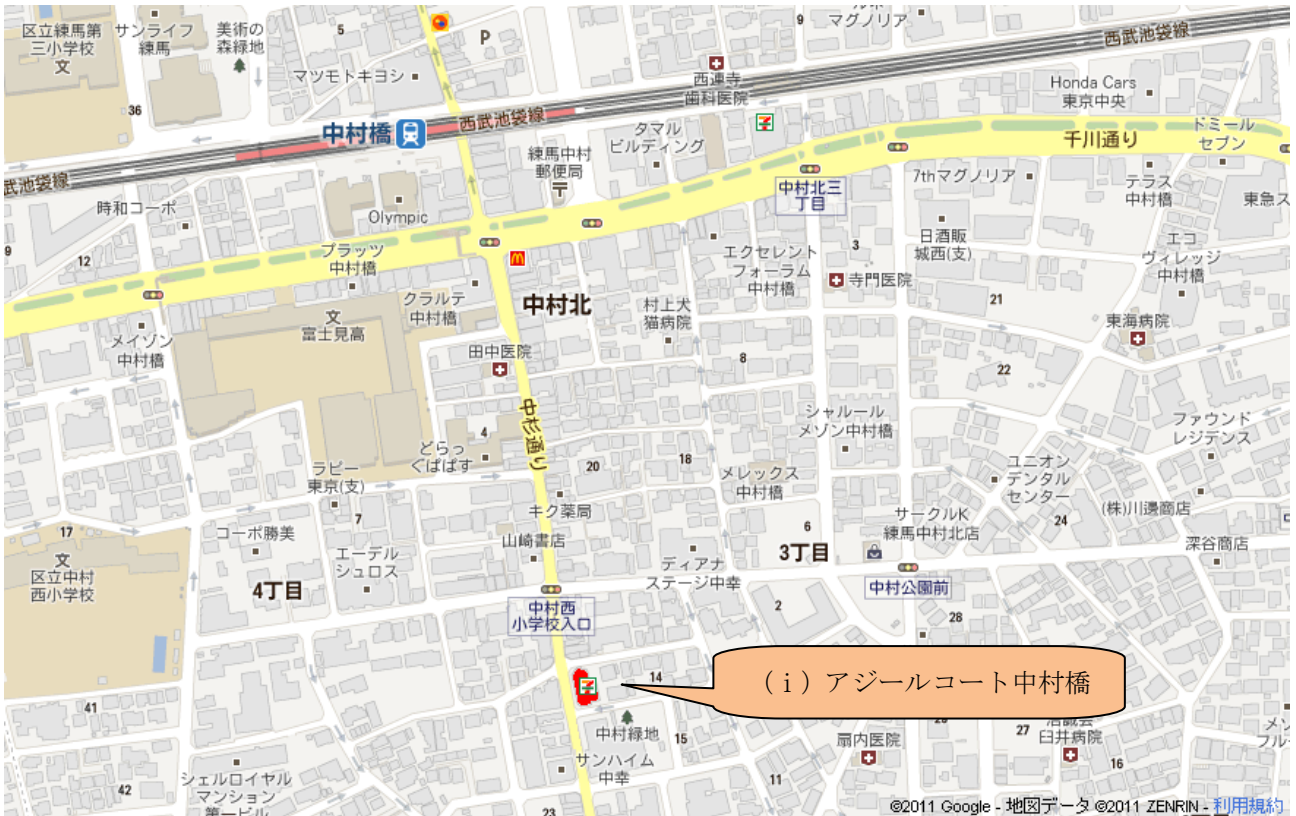 区立練馬第
三小学校
文
サンライフ
練馬
美術の
森緑地
5
P
9
マグノリア
西武池袋線
マツモトキヨシ
36
西連寺
歯科医院
Honda Cars
東京中央
中村橋
西武池袋線
タマル
ビルディング
千川通り
ドミール
セブン
練馬中村
郵便局
〒
武池袋線
時和コーポ
Olympic
中村北三
丁目
7thマグノリア
テラス
中村橋
東急ス
9
12
プラッツ
中村橋
エクセレント
フォーラム
中村橋
3
日酒販
城西(支)
エコ
ヴィレッジ
中村橋
クラルテ
中村橋
中村北
村上犬
猫病院
寺門医院
21
文
富士見高
メイゾン
中村橋
田中医院
8
東海病院
22
中杉通り
4
どらっ
ぐぱぱす
シャルール
メゾン中村橋
ファウンド
レジデンス
ラビー
東京(支)
20
18
メレックス
中村橋
ユニオン
デンタル
センター
キク薬局
サークルK
練馬中村北店
(株)川邊商店
17
コーポ勝美
7
山崎書店
6
24
文
区立中村
西小学校
エーデル
シュロス
ディアナ
ステージ中幸
3丁目
深谷商店
4丁目
中村西
小学校入口
2
中村公園前
28
(ⅰ)アジールコート中村橋
14
41
中村緑地
15
扇内医院
27
臼井病院
サンハイム
中幸
16
シェルロイヤル
マンション
42
11
23
©2011 Google - 地図データ ©2011 ZENRIN - 利用規約